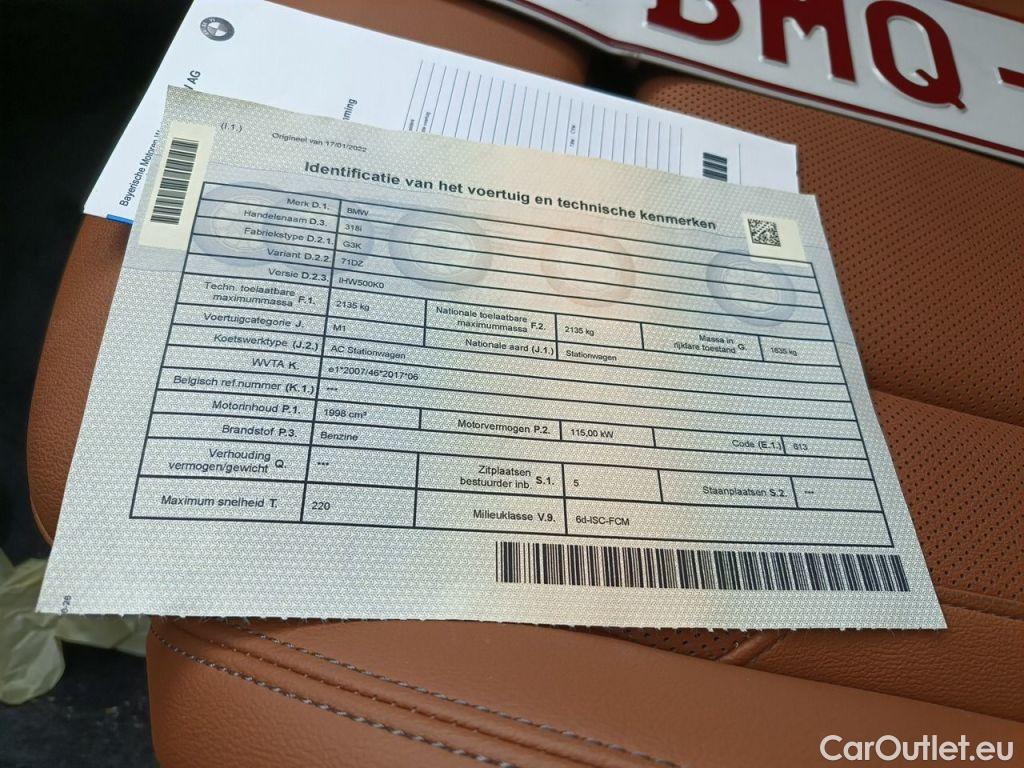 BMQ -
Bayerische Motoren W
AG
(I.1.)
Origineel van 17/01/2022
Identificatie van het voertuig en technische kenmerken
Merk D.1. BMW
Handelsnaam D.3. 318i
Fabriekstype D.2.1. G3K
Variant D.2.2. 71DZ
Versie D.2.3. IHW500K0
Techn. toelaatbare maximummassa F.1. 2135 kg Nationale toelaatbare maximummassa F.2. 2135 kg Massa in rijklare toestand G. 1635 kg
Voertuigcategorie J. M1 Nationale aard (J.1.) Stationwagen
Koetswerktype (J.2.) AC Stationwagen
WVTA K. e1*2007/46*2017*06
Belgisch ref.nummer (K.1.) ---
Motorinhoud P.1. 1998 cm³ Motorvermogen P.2. 115,00 kW Code (E.1.) 613
Brandstof P.3. Benzine
Verhouding vermogen/gewicht Q. --- Zitplaatsen bestuurder inb. S.1. 5 Staanplaatsen S.2. ---
Maximum snelheid T. 220 Milieuklasse V.9. 6d-ISC-FCM
CarOutlet.eu